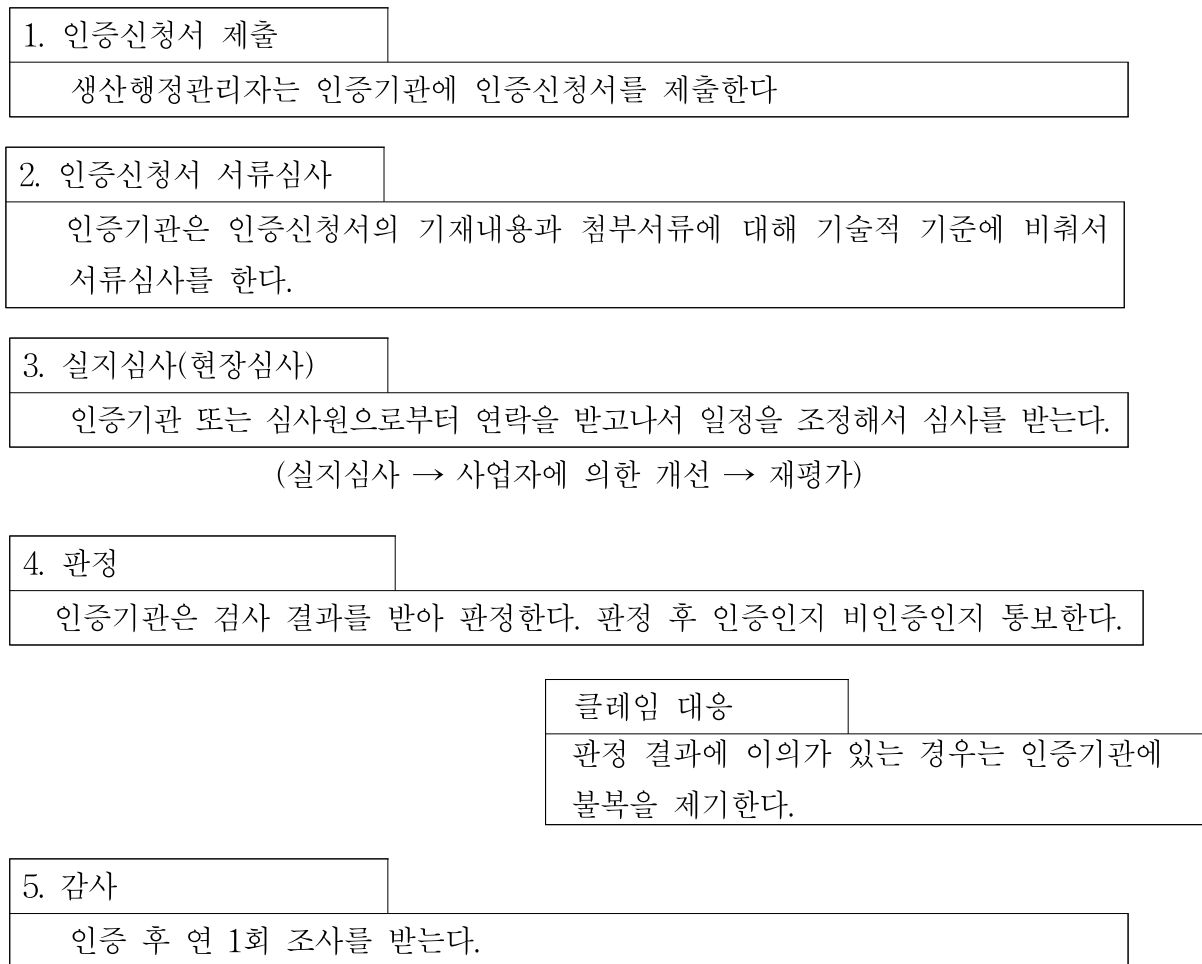 1. 인증신청서 제출
생산행정관리자는 인증기관에 인증신청서를 제출한다
2. 인증신청서 서류심사
인증기관은 인증신청서의 기재내용과 첨부서류에 대해 기술적 기준에 비춰서
서류심사를 한다.
3. 실지심사(현장심사)
인증기관 또는 심사원으로부터 연락을 받고나서 일정을 조정해서 심사를 받는다.
(실지심사 → 사업자에 의한 개선 → 재평가)
4. 판정
인증기관은 검사 결과를 받아 판정한다. 판정 후 인증인지 비인증인지 통보한다.
클레임 대응
판정 결과에 이의가 있는 경우는 인증기관에
불복을 제기한다.
5. 감사
인증 후 연 1회 조사를 받는다.